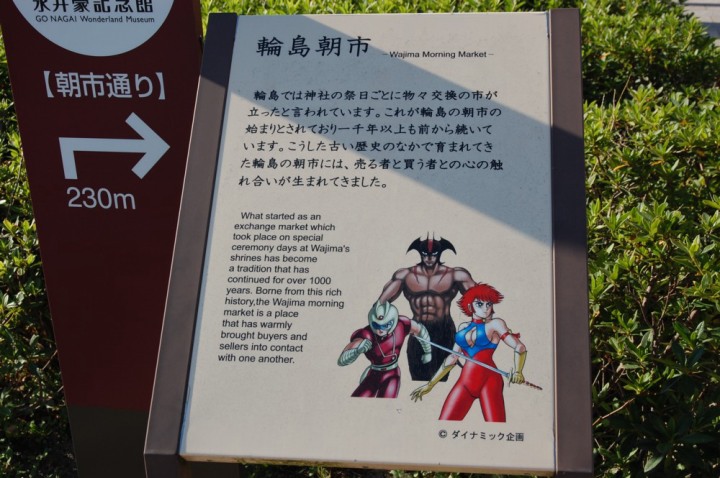 永井豪記念館
GO NAGAI Wonderland Museum
【朝市通り】
230m
輪島朝市 －Wajima Morning Market－
輪島では神社の祭日ごとに物々交換の市が
立ったと言われています。これが輪島の朝市の
始まりとされており一千年以上も前から続いて
います。こうした古い歴史のなかで育まれてき
た輪島の朝市には、売る者と買う者との心の触
れ合いが生まれてきました。
What started as an
exchange market which
took place on special
ceremony days at Wajima's
shrines has become
a tradition that has
continued for over 1000
years. Borne from this rich
history,the Wajima morning
market is a place
that has warmly
brought buyers and
sellers into contact
with one another.
© ダイナミック企画